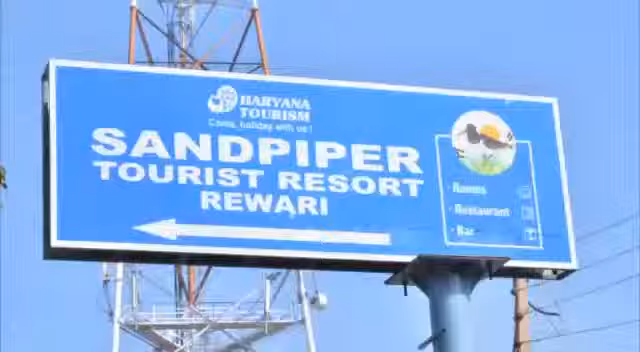 HARYANA
TOURISM
Come, holiday with us!
SANDPIPER
TOURIST RESORT
REWARI
· Rooms
· Restaurant
· Bar